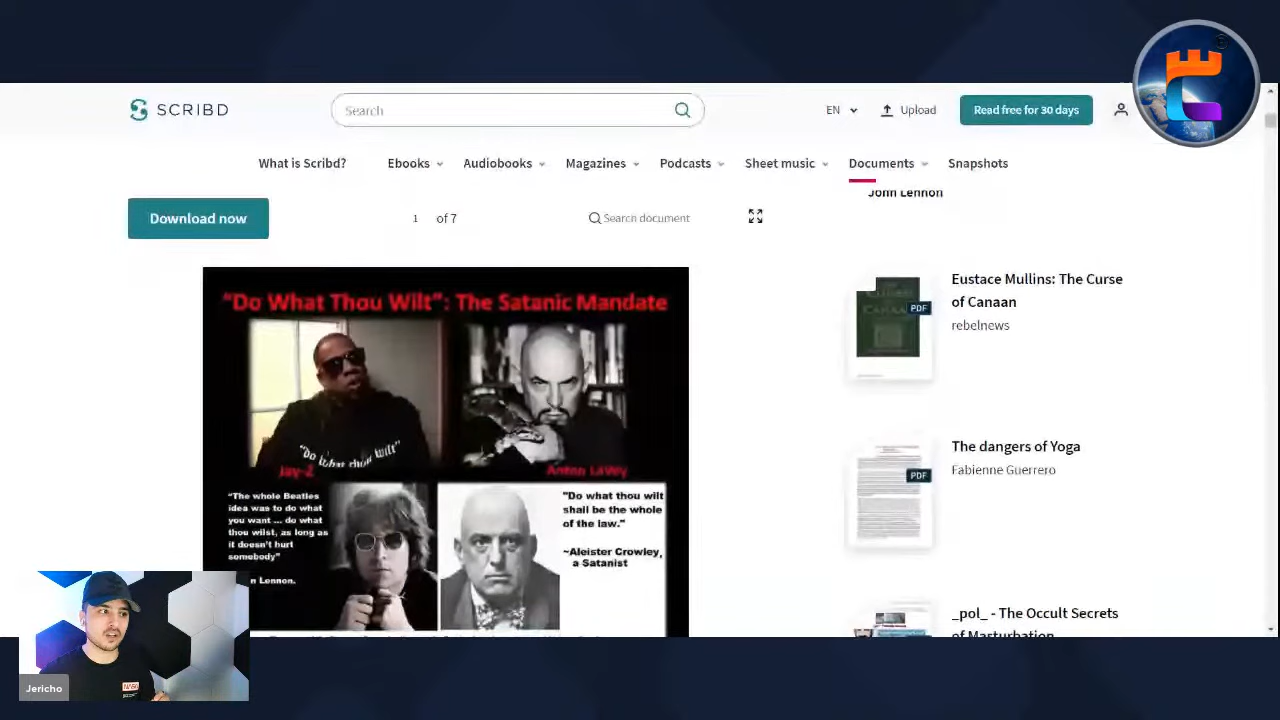 SCRIBD
Search
EN
Upload
Read free for 30 days
What is Scribd?
Ebooks
Audiobooks
Magazines
Podcasts
Sheet music
Documents
Snapshots
John Lennon
Download now
1 of 7
Search document
"Do What Thou Wilt": The Satanic Mandate
"Do What thou wilt"
Jay-Z
Anton LaVey
"The whole Beatles
idea was to do what
you want ... do what
thou wilst, as long as
it doesn't hurt
somebody"
n Lennon.
"Do what thou wilt
shall be the whole
of the law."
~Aleister Crowley,
a Satanist
PDF
Eustace Mullins: The Curse
of Canaan
rebelnews
PDF
The dangers of Yoga
Fabienne Guerrero
_pol_ - The Occult Secrets
of Masturbation
Jericho